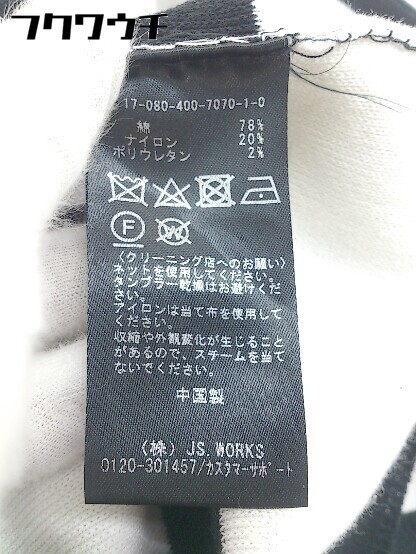 フクウチ
17-080-400-7070-1-0
綿 78%
ナイロン 20%
ポリウレタン 2%
F
W
〈クリーニング店へのお願い〉
ネットを使用してください。
タンブラー乾燥はお避けくだ
さい。
アイロンは当て布を使用して
ください。
収縮や外観変化が生じること
があるので、スチームを当て
ないでください。
中国製
(株) JS.WORKS
0120-301457/カスタマーサポート